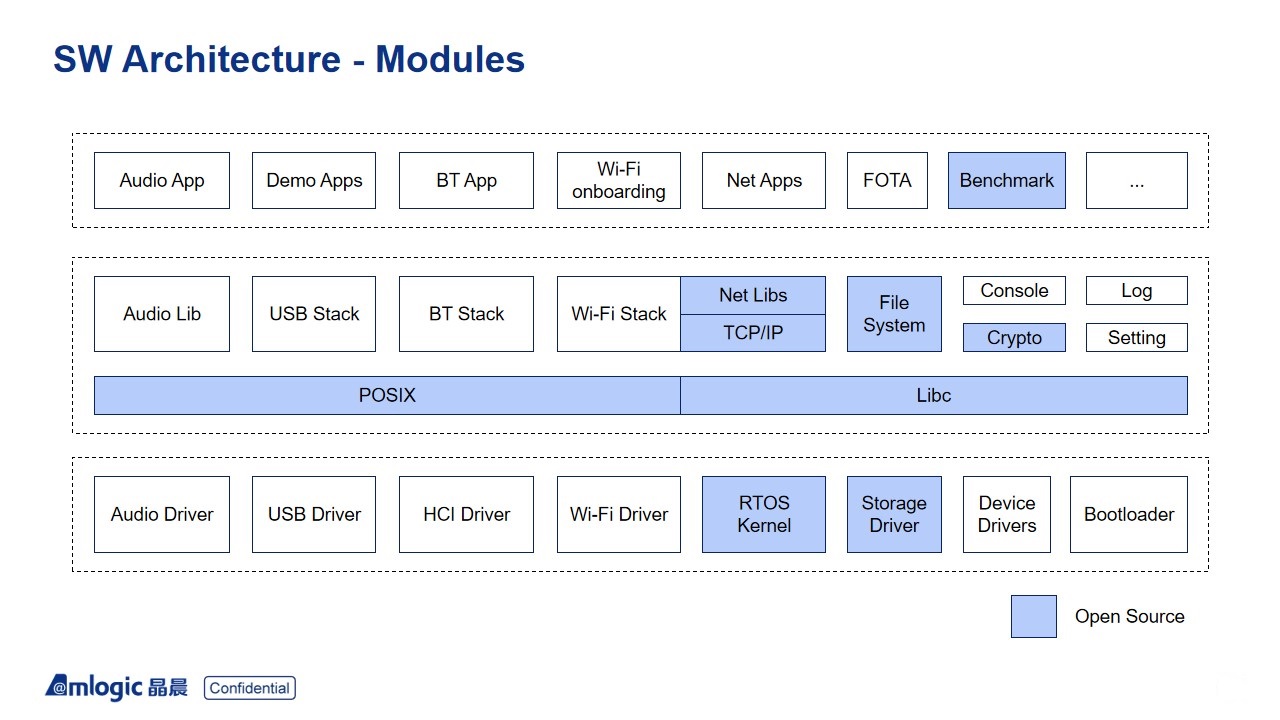 SW Architecture - Modules
Audio App
Demo Apps
BT App
Wi-Fi
onboarding
Net Apps
FOTA
Benchmark
...
Audio Lib
USB Stack
BT Stack
Wi-Fi Stack
Net Libs
TCP/IP
File
System
Console
Log
Crypto
Setting
POSIX
Libc
Audio Driver
USB Driver
HCI Driver
Wi-Fi Driver
RTOS
Kernel
Storage
Driver
Device
Drivers
Bootloader
Open Source
@mlogic 晶晨
Confidential